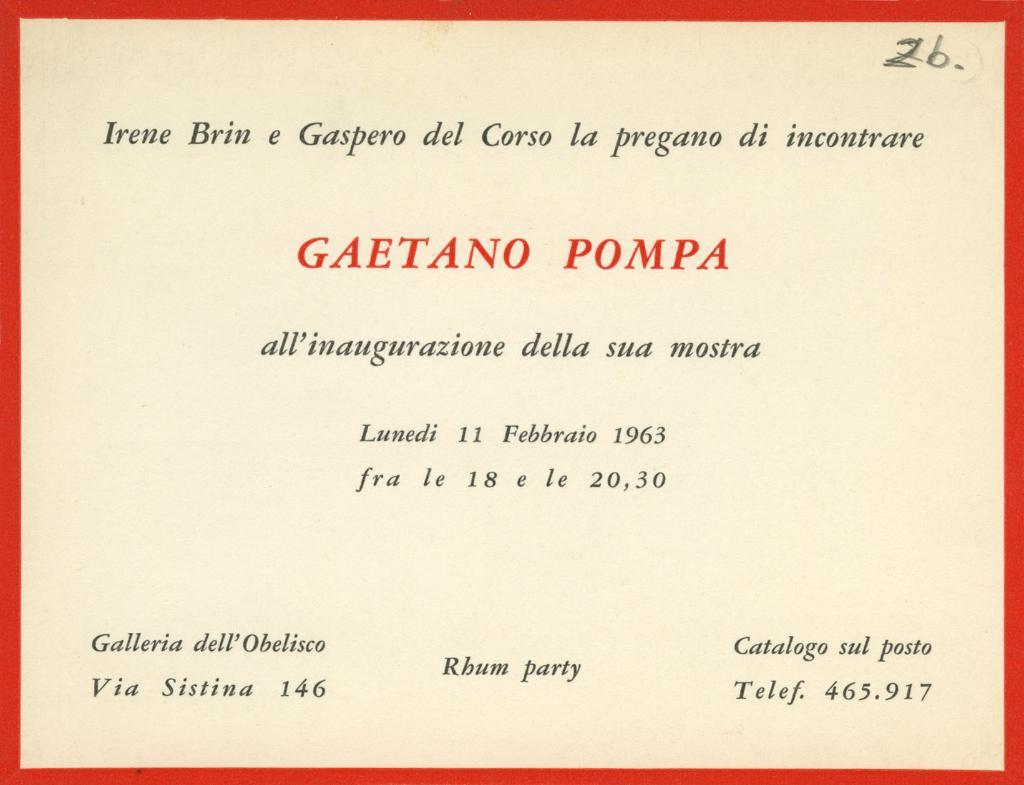 26.
Irene Brin e Gaspero del Corso la pregano di incontrare
GAETANO POMPA
all'inaugurazione della sua mostra
Lunedi 11 Febbraio 1963
fra le 18 e le 20,30
Galleria dell'Obelisco
Via Sistina 146
Rhum party
Catalogo sul posto
Telef. 465.917